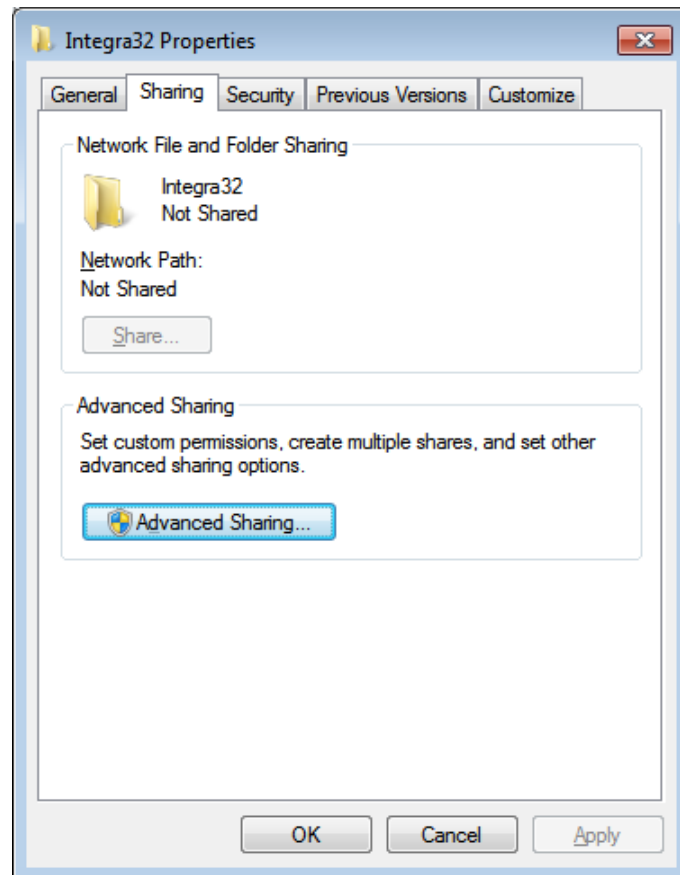 Integra32 Properties
General Sharing Security Previous Versions Customize
Network File and Folder Sharing
Integra32
Not Shared
Network Path:
Not Shared
Share...
Advanced Sharing
Set custom permissions, create multiple shares, and set other
advanced sharing options.
Advanced Sharing...
OK Cancel Apply